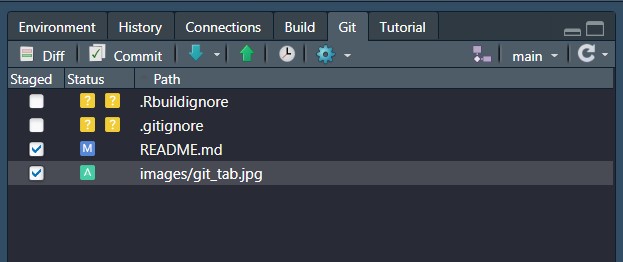 Environment History Connections Build Git Tutorial
Diff Commit main
Staged Status Path
? ? .Rbuildignore
? ? .gitignore
M README.md
A images/git_tab.jpg